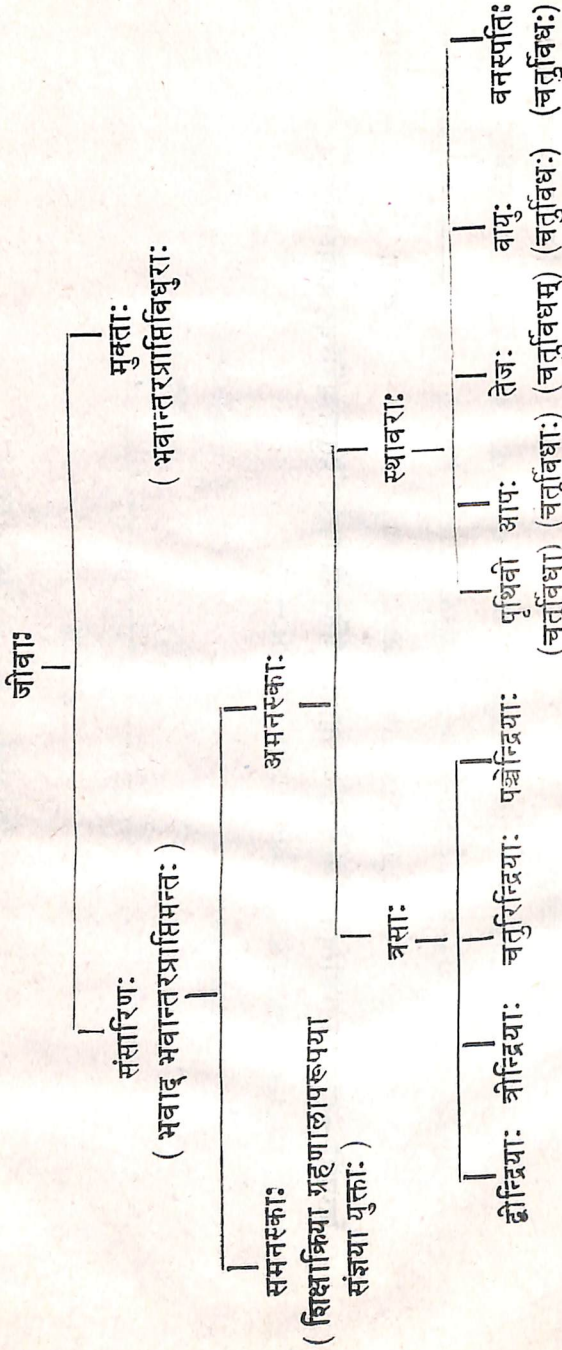 जीवाः
संसारिणः
( भवाद् भवान्तरप्राप्तिमन्तः )
मुक्ताः
( भवान्तरप्राप्तिविधुराः
समनस्काः
( शिक्षाक्रिया ग्रहणालापरूपया
संज्ञया युक्ताः )
अमनस्काः
त्रसाः
स्थावराः
द्वीन्द्रियाः त्रीन्द्रियाः चतुरिन्द्रियाः पञ्चेन्द्रियाः
पृथिवी आपः तेजः वायुः वनस्पतिः
(चतुर्विधा) (चतुर्विधाः) (चतुर्विधम्) (चतुर्विधः) (चतुर्विधः)